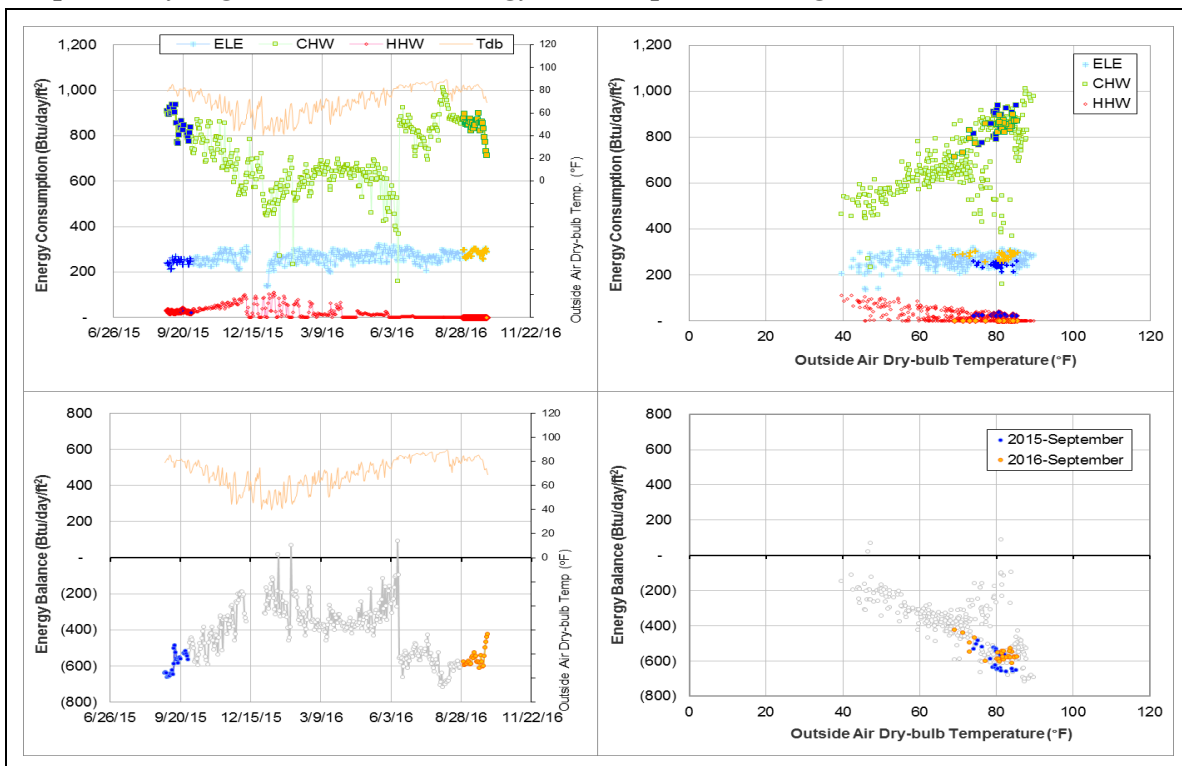 ELE CHW HHW Tdb
Energy Consumption (Btu/day/ft²)
1,200
1,000
800
600
400
200
-
120
100
80
60
40
20
0
Outside Air Dry-bulb Temp. (°F)
6/26/15 9/20/15 12/15/15 3/9/16 6/3/16 8/28/16 11/22/16
ELE
CHW
HHW
Energy Consumption (Btu/day/ft²)
1,200
1,000
800
600
400
200
-
0 20 40 60 80 100 120
Outside Air Dry-bulb Temperature (°F)
Energy Balance (Btu/day/ft²)
800
600
400
200
-
(200)
(400)
(600)
(800)
120
100
80
60
40
20
0
Outside Air Dry-bulb Temp (°F)
6/26/15 9/20/15 12/15/15 3/9/16 6/3/16 8/28/16 11/22/16
2015-September
2016-September
Energy Balance (Btu/day/ft²)
800
600
400
200
-
(200)
(400)
(600)
(800)
0 20 40 60 80 100 120
Outside Air Dry-bulb Temperature (°F)